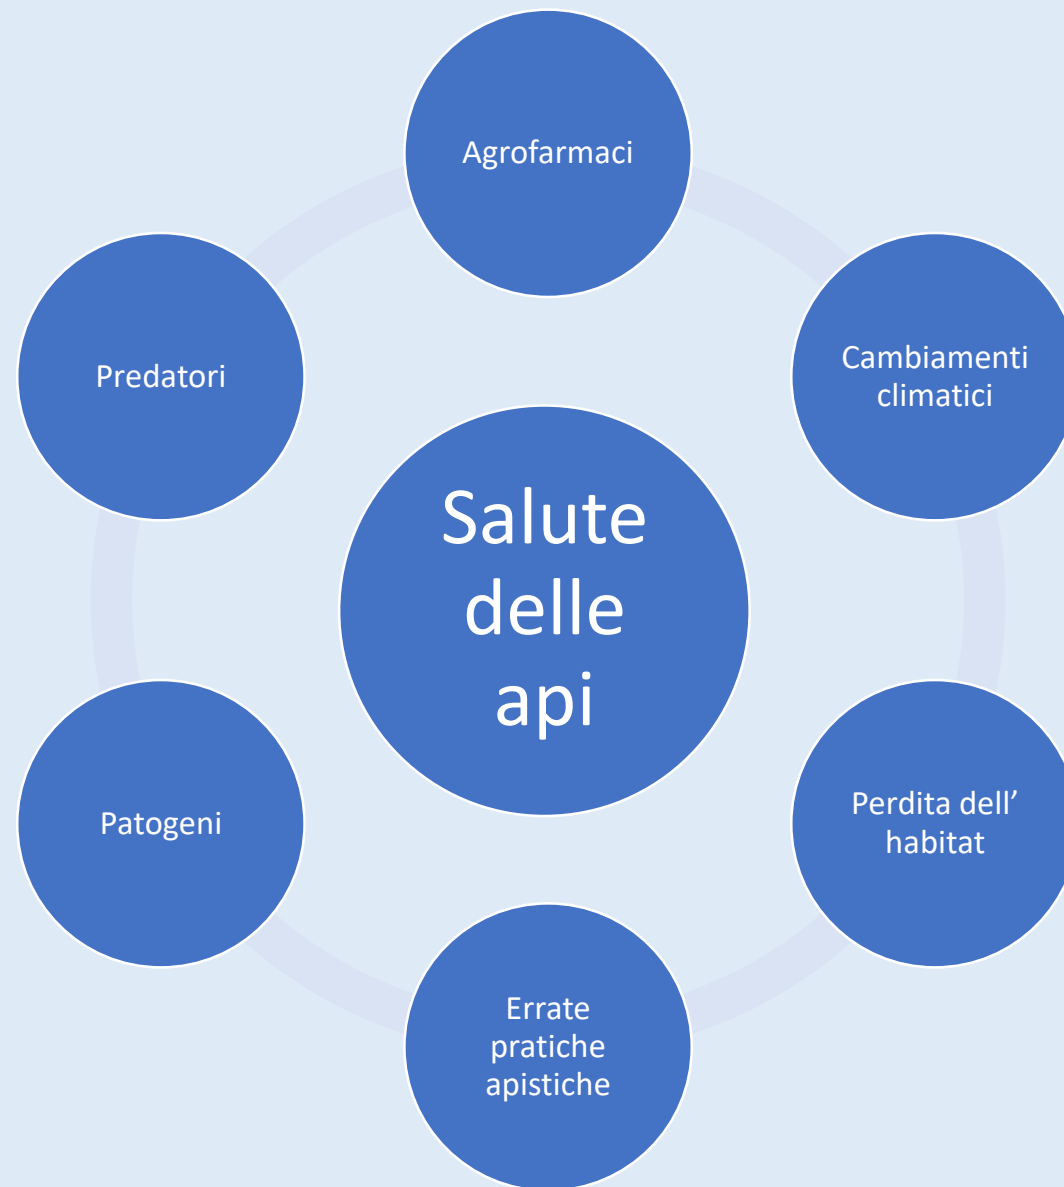 Agrofarmaci
Cambiamenti
climatici
Perdita dell’
habitat
Errate
pratiche
apistiche
Patogeni
Predatori
Salute
delle
api